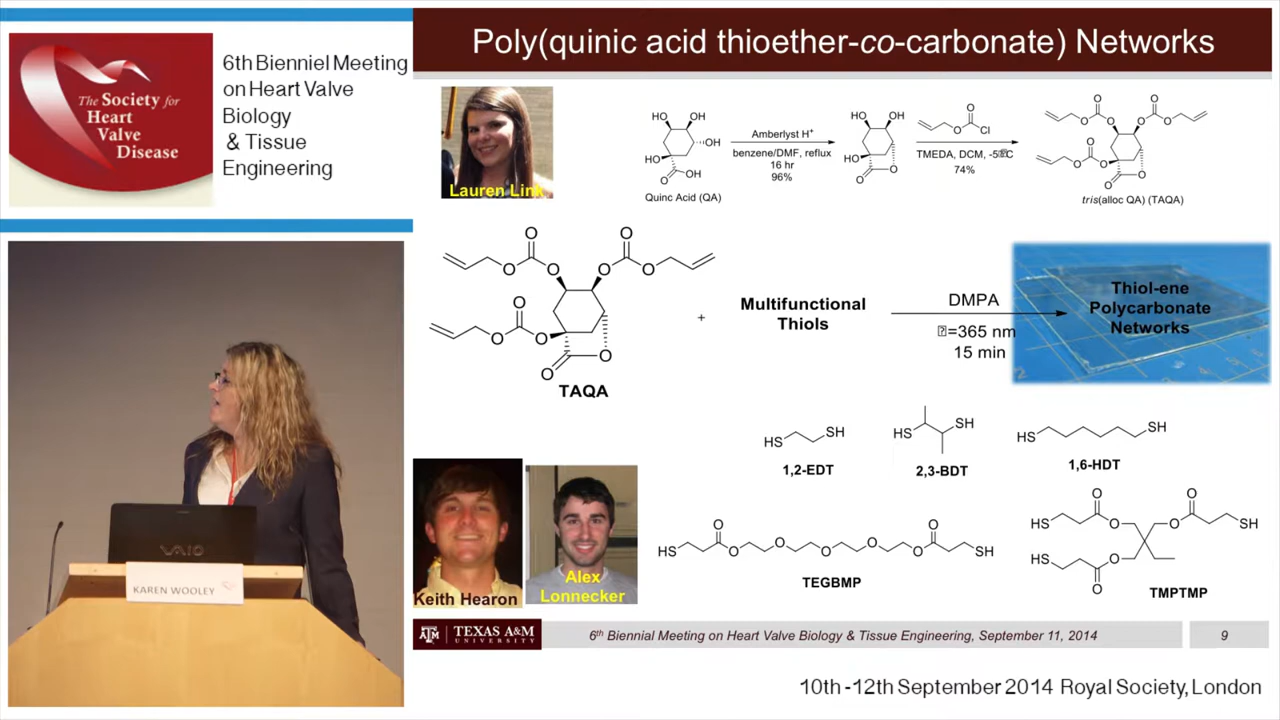 Poly(quinic acid thioether-co-carbonate) Networks
6th Bienniel Meeting
on Heart Valve
Biology
& Tissue
Engineering
The Society for
Heart
Valve
Disease
Lauren Link
HO
OH
OH
HO
O
OH
Quinc Acid (QA)
Amberlyst H+
benzene/DMF, reflux
16 hr
96%
HO
OH
HO
O
O
O
O
Cl
TMEDA, DCM, -5
C
74%
O
O
O
O
O
O
O
O
O
O
O
tris(alloc QA) (TAQA)
O
O
O
O
O
O
O
O
O
O
O
TAQA
+
Multifunctional
Thiols
DMPA
=365 nm
15 min
Thiol-ene
Polycarbonate
Networks
HS
SH
1,2-EDT
HS
SH
2,3-BDT
HS
SH
1,6-HDT
HS
O
O
O
O
O
O
O
SH
TEGBMP
HS
O
O
O
O
SH
HS
O
O
TMPTMP
Keith Hearon
Alex
Lonnecker
VAIO
KAREN WOOLEY
ATM
TEXAS A&M
UNIVERSITY
6th Biennial Meeting on Heart Valve Biology & Tissue Engineering, September 11, 2014
9
10th -12th September 2014 Royal Society, London